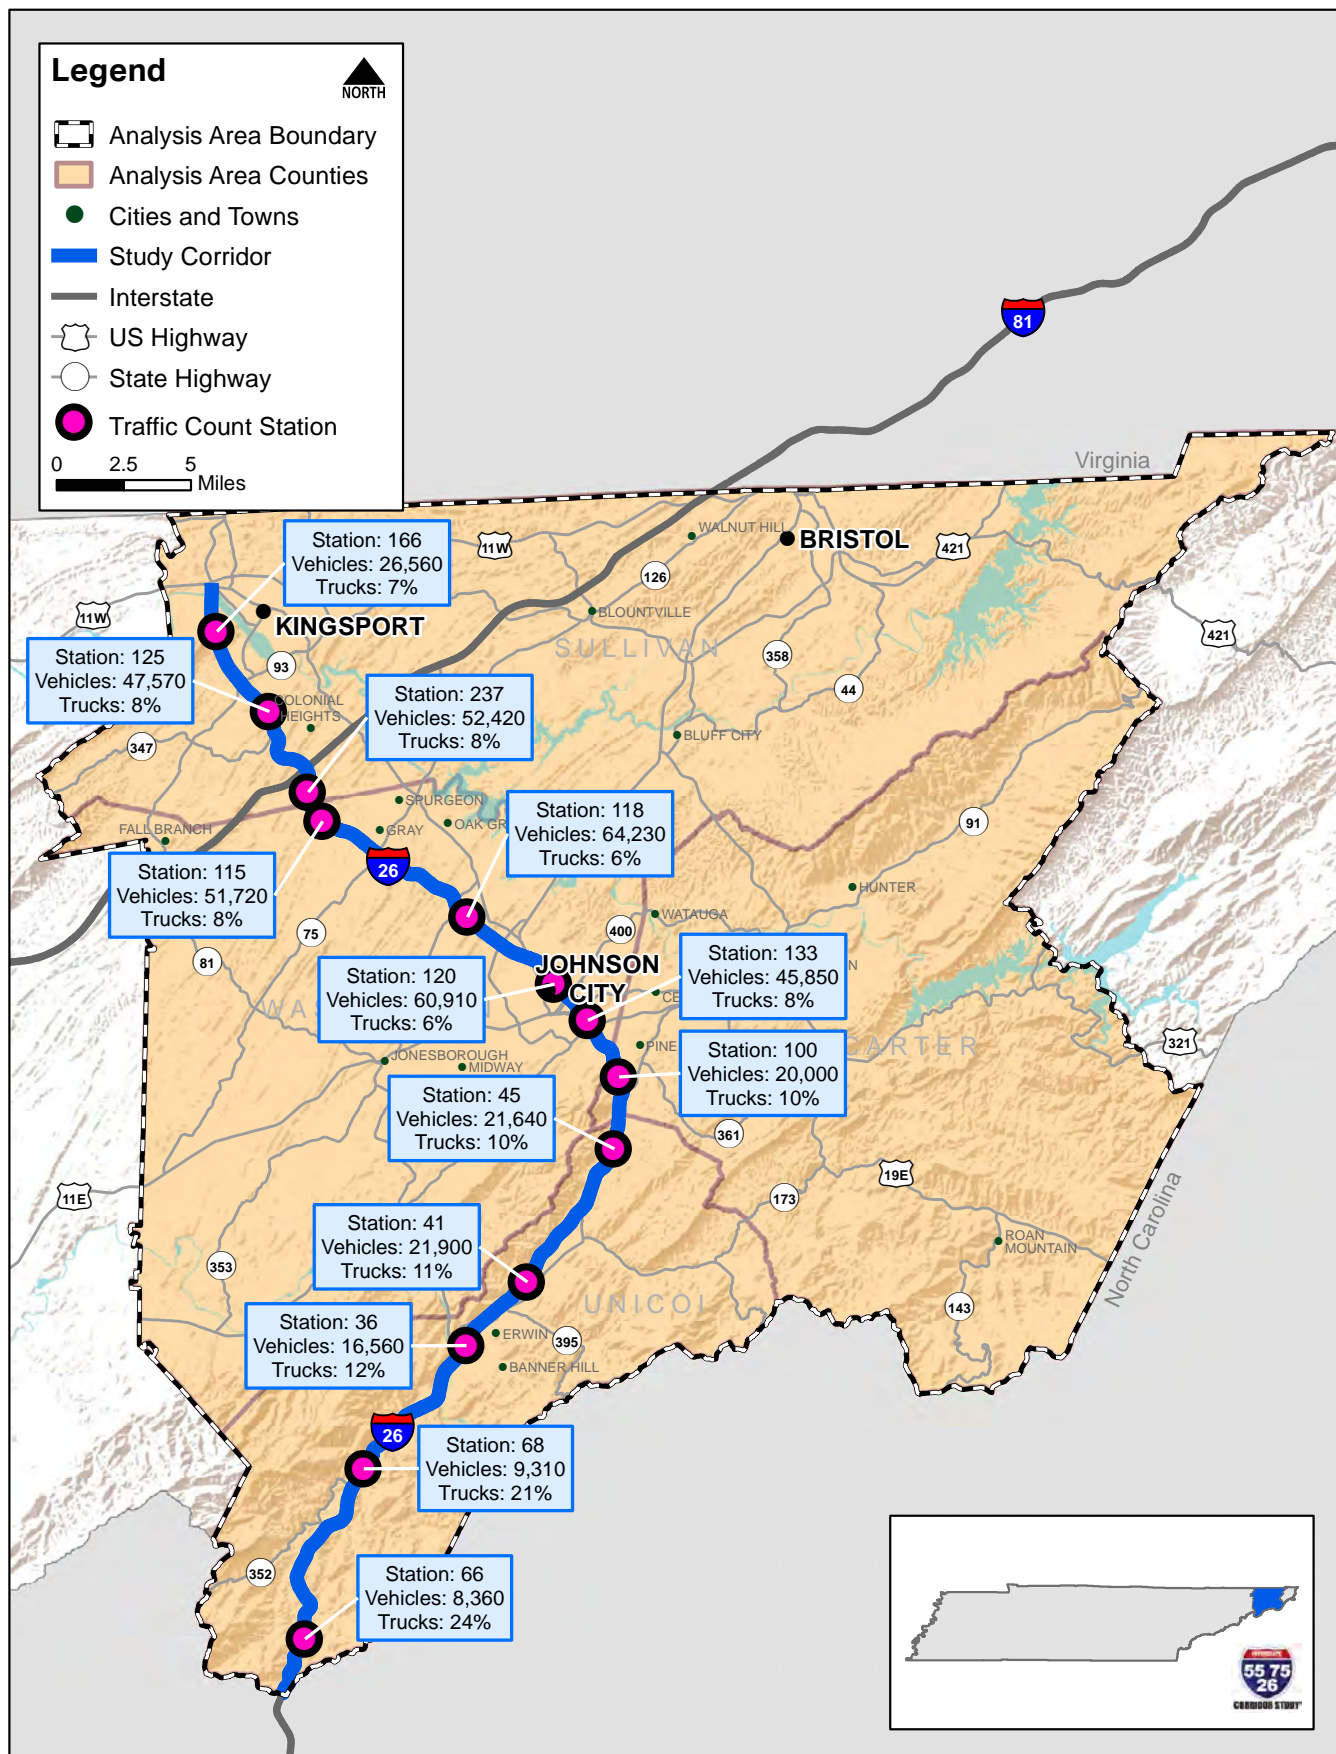 Legend
NORTH
Analysis Area Boundary
Analysis Area Counties
Cities and Towns
Study Corridor
Interstate
US Highway
State Highway
Traffic Count Station
0 2.5 5
Miles
81
Virginia
Station: 166
Vehicles: 26,560
Trucks: 7%
11W
WALNUT HILL
BRISTOL
421
126
11W
KINGSPORT
BLOUNTVILLE
SULLIVAN
421
Station: 125
Vehicles: 47,570
Trucks: 8%
93
358
44
Station: 237
Vehicles: 52,420
Trucks: 8%
COLONIAL
HEIGHTS
347
BLUFF CITY
SPURGEON
FALL BRANCH
GRAY
OAK GR
Station: 118
Vehicles: 64,230
Trucks: 6%
91
26
Station: 115
Vehicles: 51,720
Trucks: 8%
HUNTER
WATAUGA
75
400
81
Station: 120
Vehicles: 60,910
Trucks: 6%
JOHNSON
CITY
Station: 133
Vehicles: 45,850
Trucks: 8%
N
CE
WAS
N
321
JONESBOROUGH
MIDWAY
PINE
CARTER
Station: 100
Vehicles: 20,000
Trucks: 10%
Station: 45
Vehicles: 21,640
Trucks: 10%
361
11E
19E
173
North Carolina
Station: 41
Vehicles: 21,900
Trucks: 11%
353
ROAN
MOUNTAIN
UNICOI
143
Station: 36
Vehicles: 16,560
Trucks: 12%
ERWIN
395
BANNER HILL
26
Station: 68
Vehicles: 9,310
Trucks: 21%
352
Station: 66
Vehicles: 8,360
Trucks: 24%
INTERSTATE
55 75
26
CORRIDOR STUDY